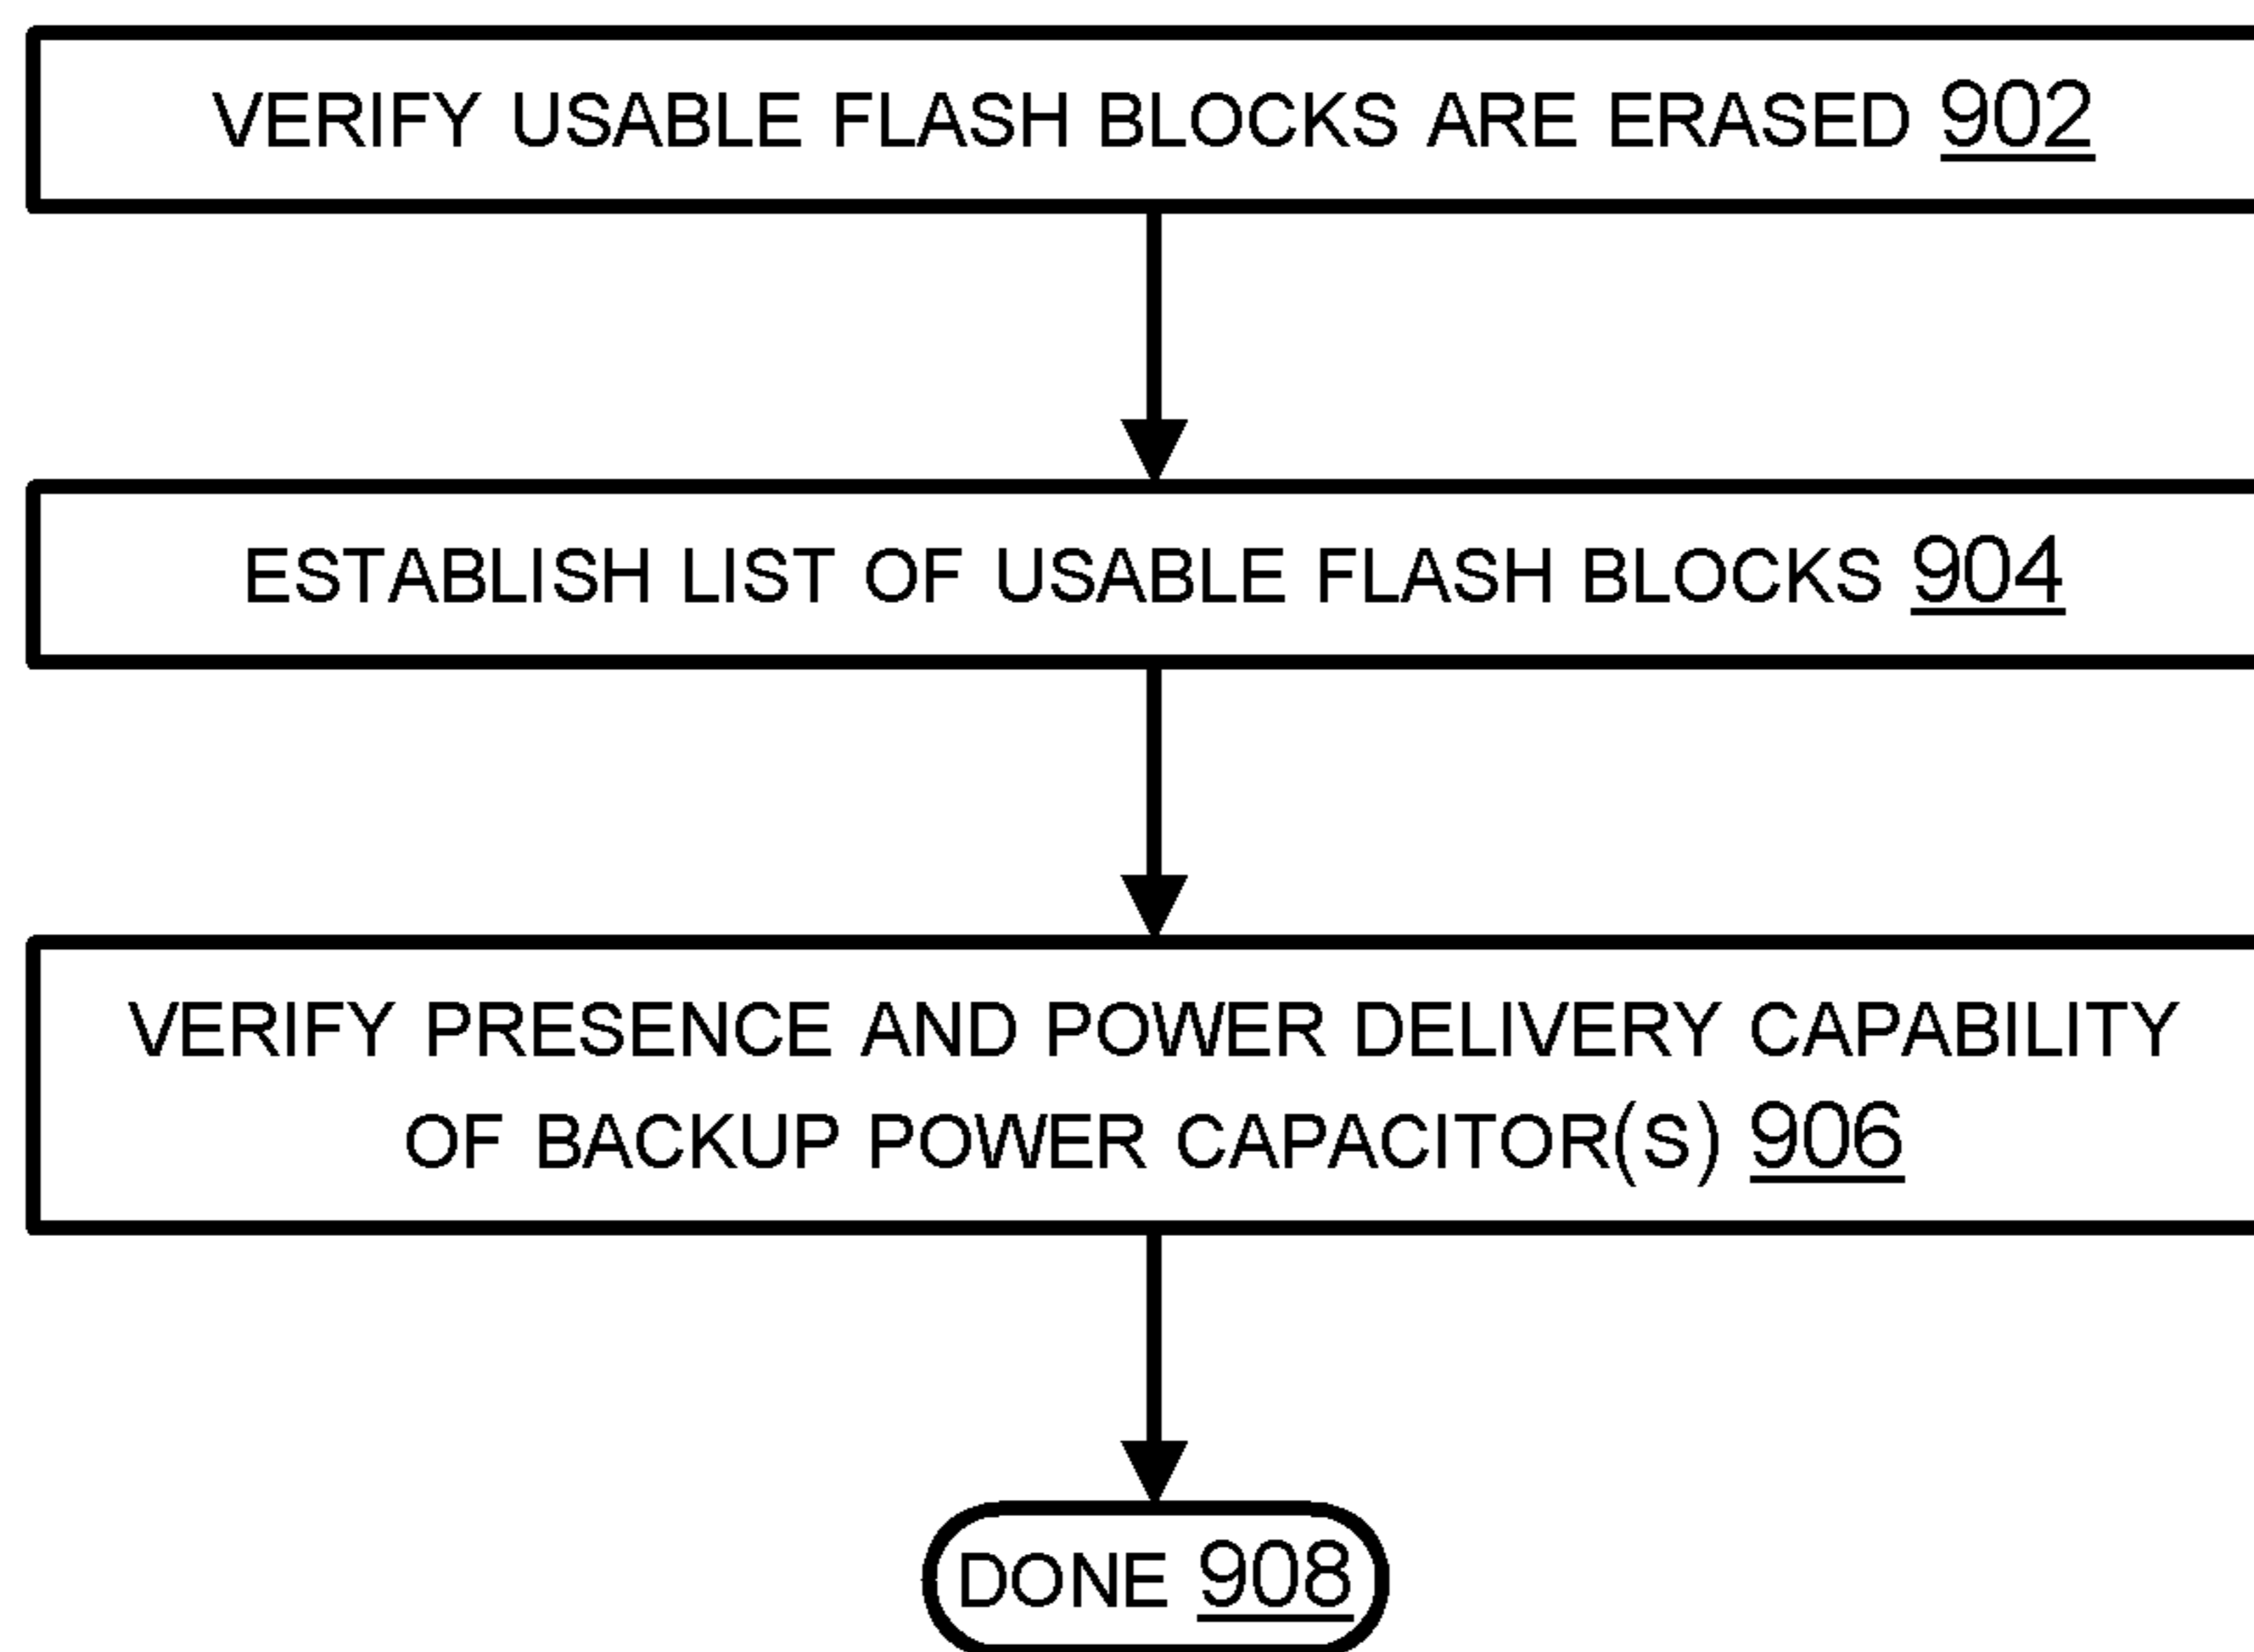 VERIFY USABLE FLASH BLOCKS ARE ERASED 902
ESTABLISH LIST OF USABLE FLASH BLOCKS 904
VERIFY PRESENCE AND POWER DELIVERY CAPABILITY
OF BACKUP POWER CAPACITOR(S) 906
DONE 908